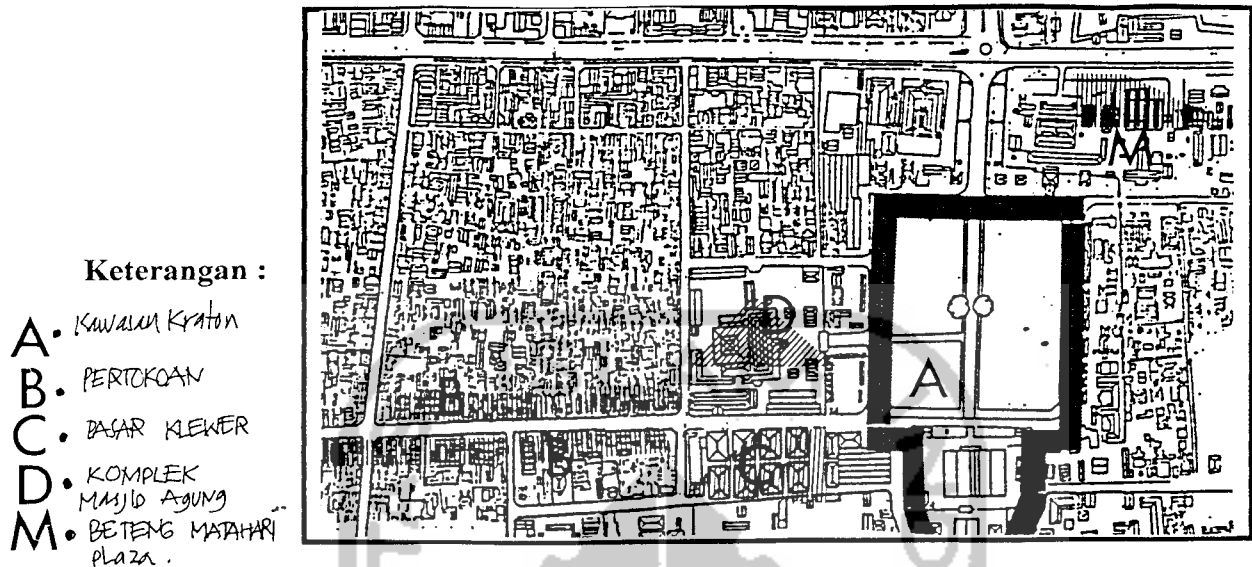 Keterangan :
A. Kawasan Kraton
B. PERTOKOAN
C. PASAR KLEWER
D. KOMPLEK
Masjid Agung
M. BETENG MATAHARI
Plaza.
M
D
A
B
B
C